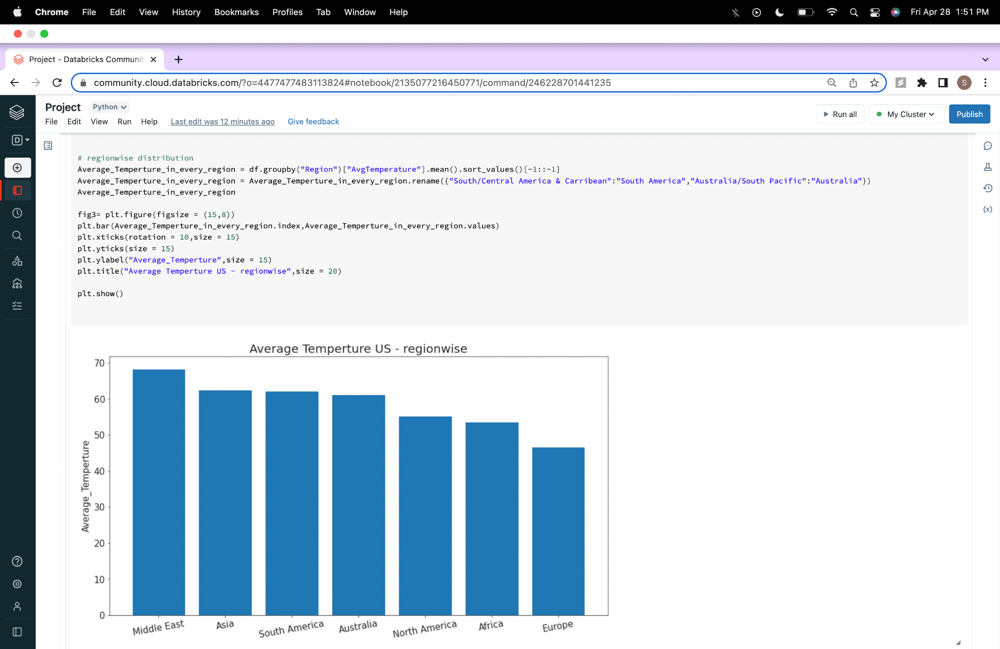 Chrome File Edit View History Bookmarks Profiles Tab Window Help Fri Apr 28 1:51 PM
Project - Databricks Communit
community.cloud.databricks.com/?o=4477477483113824#notebook/2135077216450771/command/246228701441235
S
Project Python
File Edit View Run Help Last edit was 12 minutes ago Give feedback
Run all My Cluster Publish
D
{x}
# regionwise distribution
Average_Temperture_in_every_region = df.groupby("Region")["AvgTemperature"].mean().sort_values()[-1::-1]
Average_Temperture_in_every_region = Average_Temperture_in_every_region.rename({"South/Central America & Carribean":"South America","Australia/South Pacific":"Australia"})
Average_Temperture_in_every_region
fig3= plt.figure(figsize = (15,8))
plt.bar(Average_Temperture_in_every_region.index,Average_Temperture_in_every_region.values)
plt.xticks(rotation = 10,size = 15)
plt.yticks(size = 15)
plt.ylabel("Average_Temperture",size = 15)
plt.title("Average Temperture US - regionwise",size = 20)
plt.show()
Average Temperture US - regionwise
70
60
50
40
30
20
10
0
Average_Temperture
Middle East Asia South America Australia North America Africa Europe